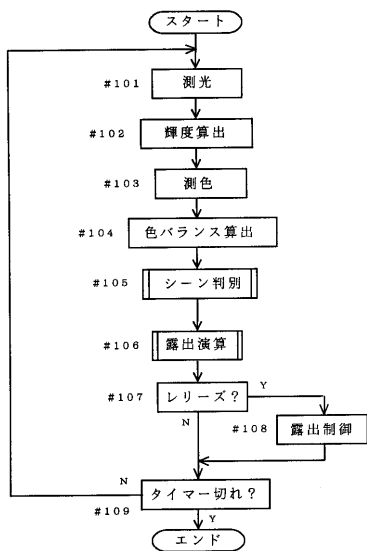 スタート
#101 測光
#102 輝度算出
#103 測色
#104 色バランス算出
#105 シーン判別
#106 露出演算
#107 レリーズ? Y
N
#108 露出制御
N
タイマー切れ?
#109
Y
エンド